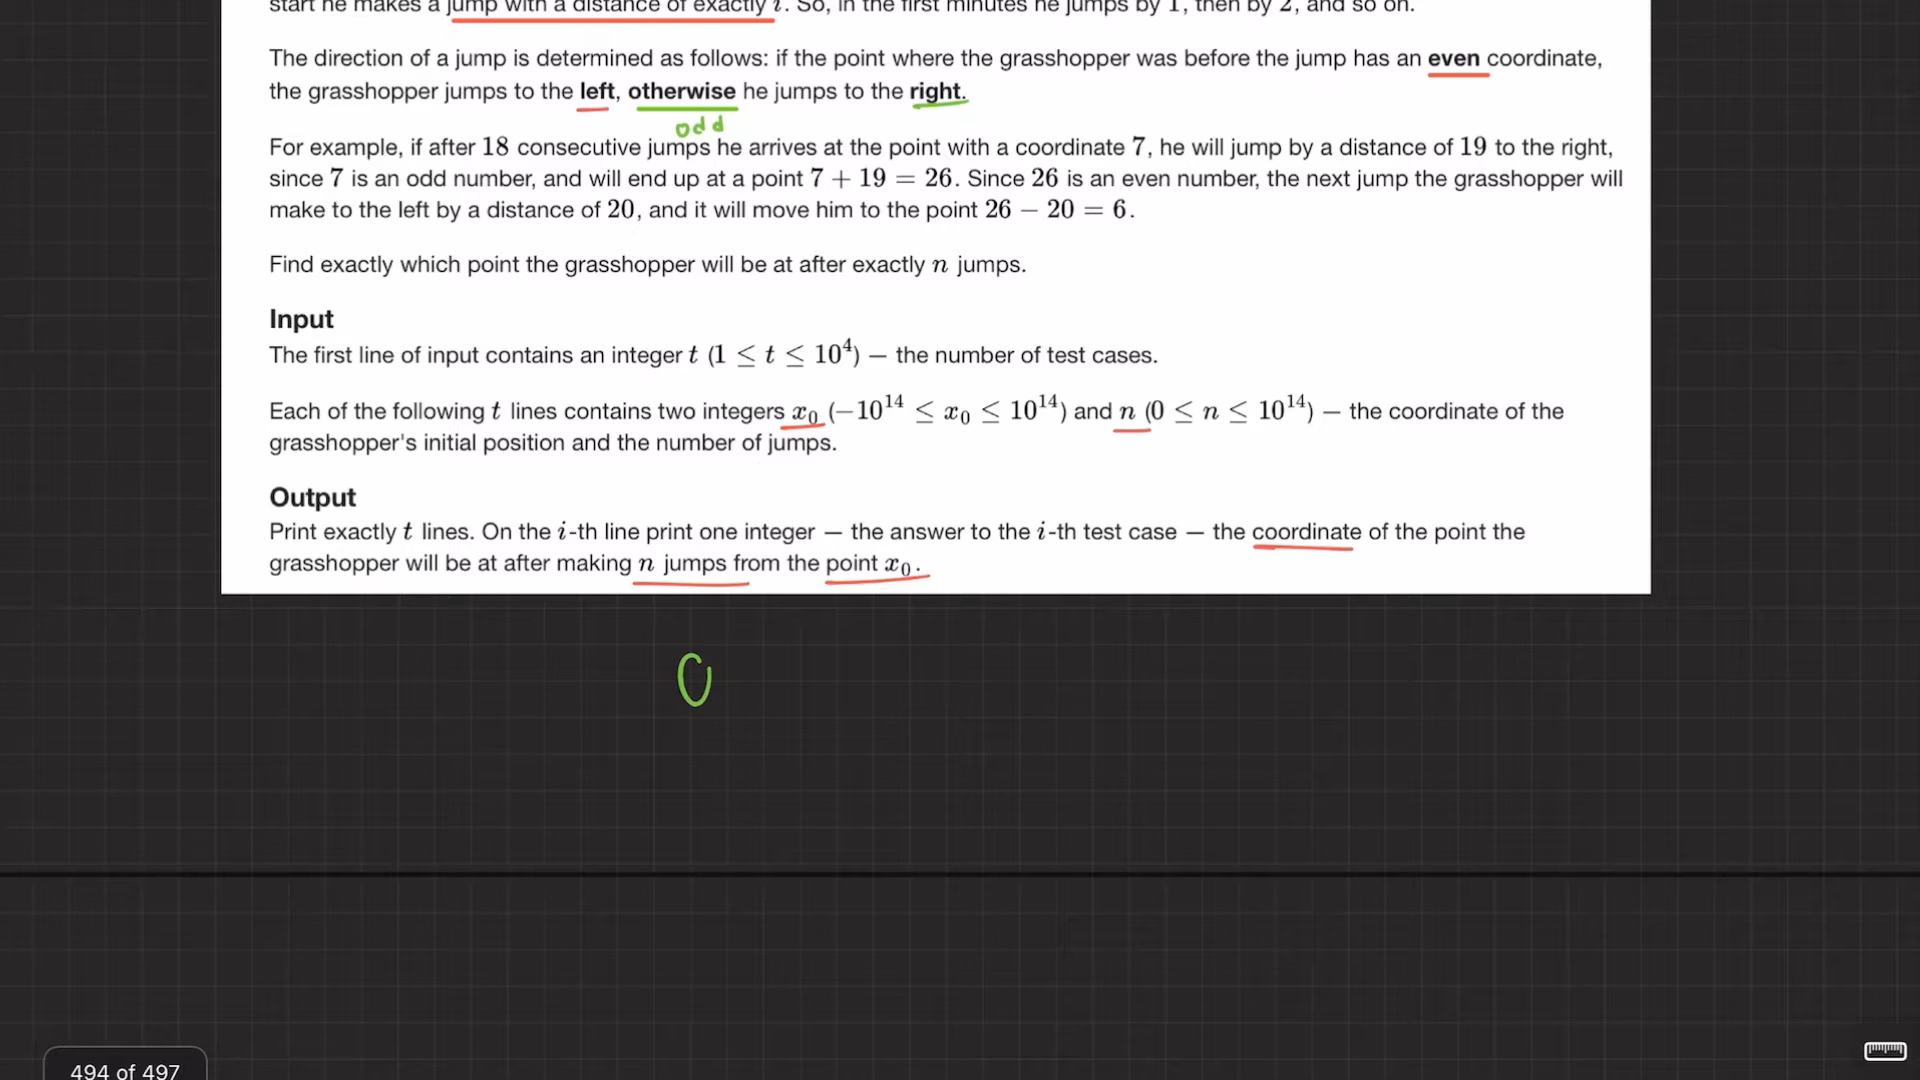 start he makes a jump with a distance of exactly i. So, in the first minutes he jumps by 1, then by 2, and so on.
The direction of a jump is determined as follows: if the point where the grasshopper was before the jump has an even coordinate,
the grasshopper jumps to the left, otherwise he jumps to the right.
odd
For example, if after 18 consecutive jumps he arrives at the point with a coordinate 7, he will jump by a distance of 19 to the right,
since 7 is an odd number, and will end up at a point 7 + 19 = 26. Since 26 is an even number, the next jump the grasshopper will
make to the left by a distance of 20, and it will move him to the point 26 − 20 = 6.
Find exactly which point the grasshopper will be at after exactly n jumps.
Input
The first line of input contains an integer t (1 ≤ t ≤ 10⁴) — the number of test cases.
Each of the following t lines contains two integers x₀ (−10¹⁴ ≤ x₀ ≤ 10¹⁴) and n (0 ≤ n ≤ 10¹⁴) — the coordinate of the
grasshopper's initial position and the number of jumps.
Output
Print exactly t lines. On the i-th line print one integer — the answer to the i-th test case — the coordinate of the point the
grasshopper will be at after making n jumps from the point x₀.
0
494 of 497